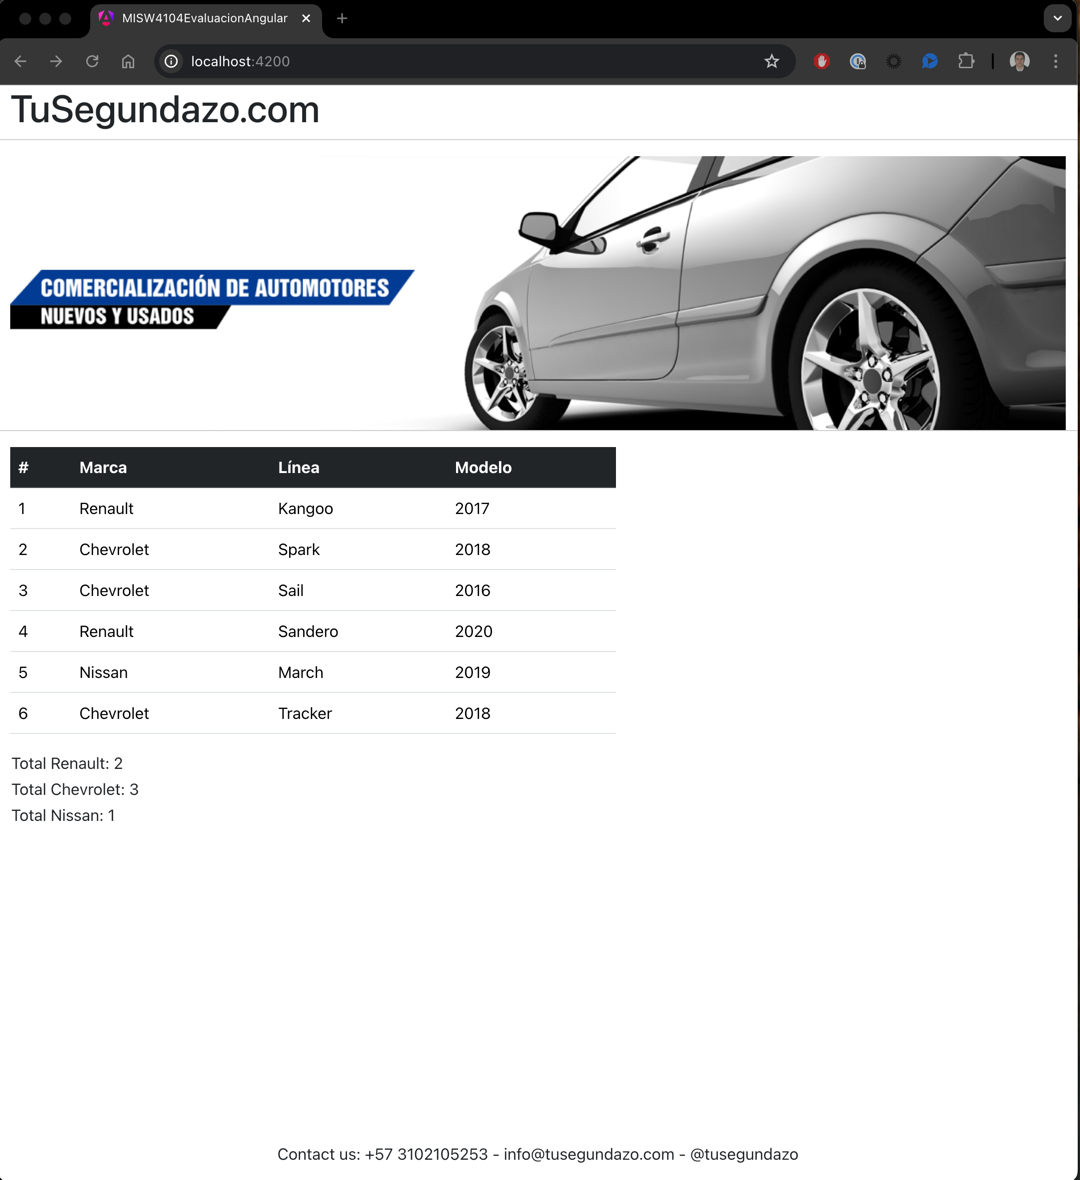 MISW4104EvaluacionAngular
localhost:4200
TuSegundazo.com
COMERCIALIZACIÓN DE AUTOMOTORES
NUEVOS Y USADOS
# Marca Línea Modelo
1 Renault Kangoo 2017
2 Chevrolet Spark 2018
3 Chevrolet Sail 2016
4 Renault Sandero 2020
5 Nissan March 2019
6 Chevrolet Tracker 2018
Total Renault: 2
Total Chevrolet: 3
Total Nissan: 1
Contact us: +57 3102105253 - info@tusegundazo.com - @tusegundazo